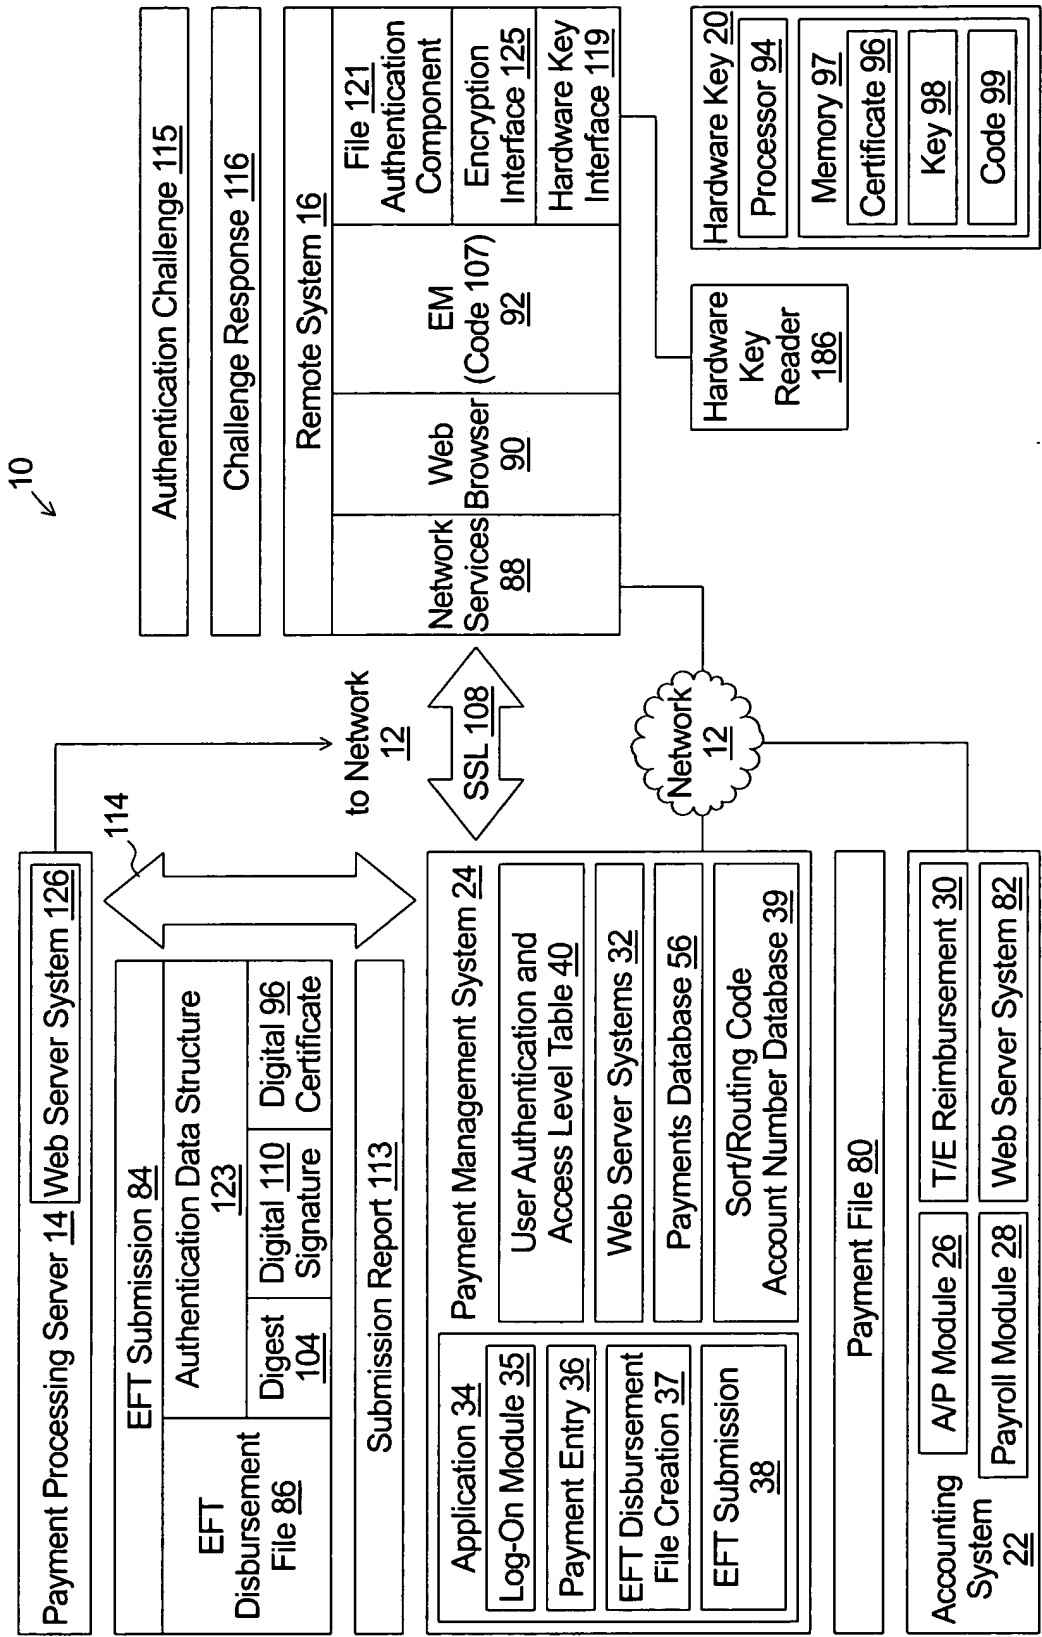 10
Payment Processing Server 14
Web Server System 126
114
to Network
12
EFT Submission 84
EFT
Disbursement
File 86
Authentication Data Structure
123
Digest
104
Digital 110
Signature
Digital 96
Certificate
Submission Report 113
Payment Management System 24
Application 34
Log-On Module 35
Payment Entry 36
EFT Disbursement
File Creation 37
EFT Submission
38
User Authentication and
Access Level Table 40
Web Server Systems 32
Payments Database 56
Sort/Routing Code
Account Number Database 39
Payment File 80
Accounting
System
22
A/P Module 26
T/E Reimbursement 30
Payroll Module 28
Web Server System 82
SSL 108
Network
12
Authentication Challenge 115
Challenge Response 116
Remote System 16
Network
Services
88
Web
Browser
90
EM
(Code 107)
92
File 121
Authentication
Component
Encryption
Interface 125
Hardware Key
Interface 119
Hardware
Key
Reader
186
Hardware Key 20
Processor 94
Memory 97
Certificate 96
Key 98
Code 99